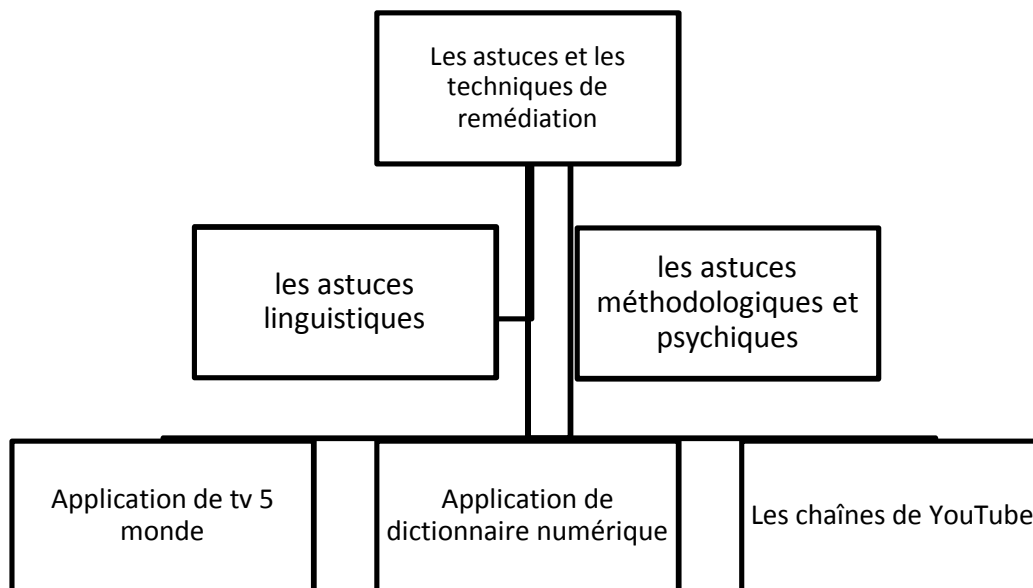 Les astuces et les
techniques de
remédiation
les astuces
linguistiques
les astuces
méthodologiques et
psychiques
Application de tv 5
monde
Application de
dictionnaire numérique
Les chaînes de YouTube